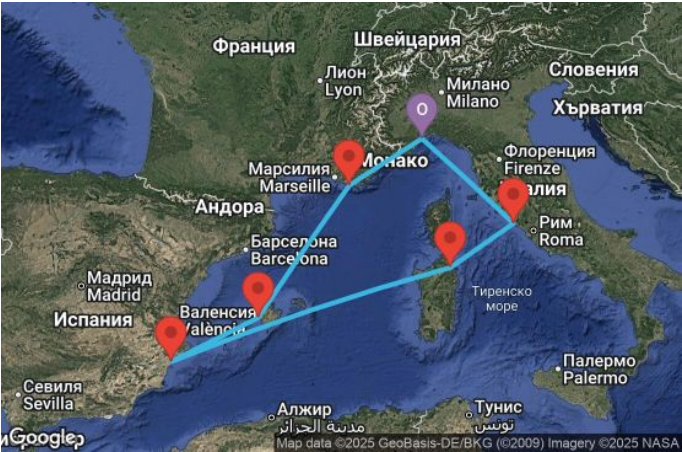 Франция
Швейцария
Лион
Lyon
Милано
Milano
Словения
Хърватия
О
Монако
Флоренция
Firenze
Марсилия
Marseille
Андора
Рим
Roma
Барселона
Barcelona
Мадрид
Madrid
Валенсия
València
Испания
Тиренско
море
Палермо
Palermo
Севиля
Sevilla
Алжир
مدينة الجزائر
Тунис
تونس
Google
Map data ©2025 GeoBasis-DE/BKG (©2009) Imagery ©2025 NASA